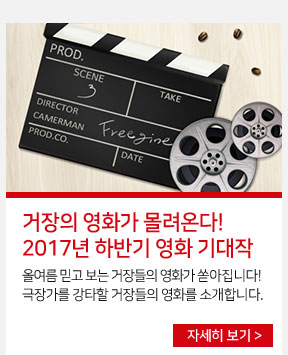 PROD.
SCENE
3
TAKE
DIRECTOR
CAMERMAN
Freegine
PROD.CO.
DATE
거장의 영화가 몰려온다!
2017년 하반기 영화 기대작
올여름 믿고 보는 거장들의 영화가 쏟아집니다!
극장가를 강타할 거장들의 영화를 소개합니다.
자세히 보기 >